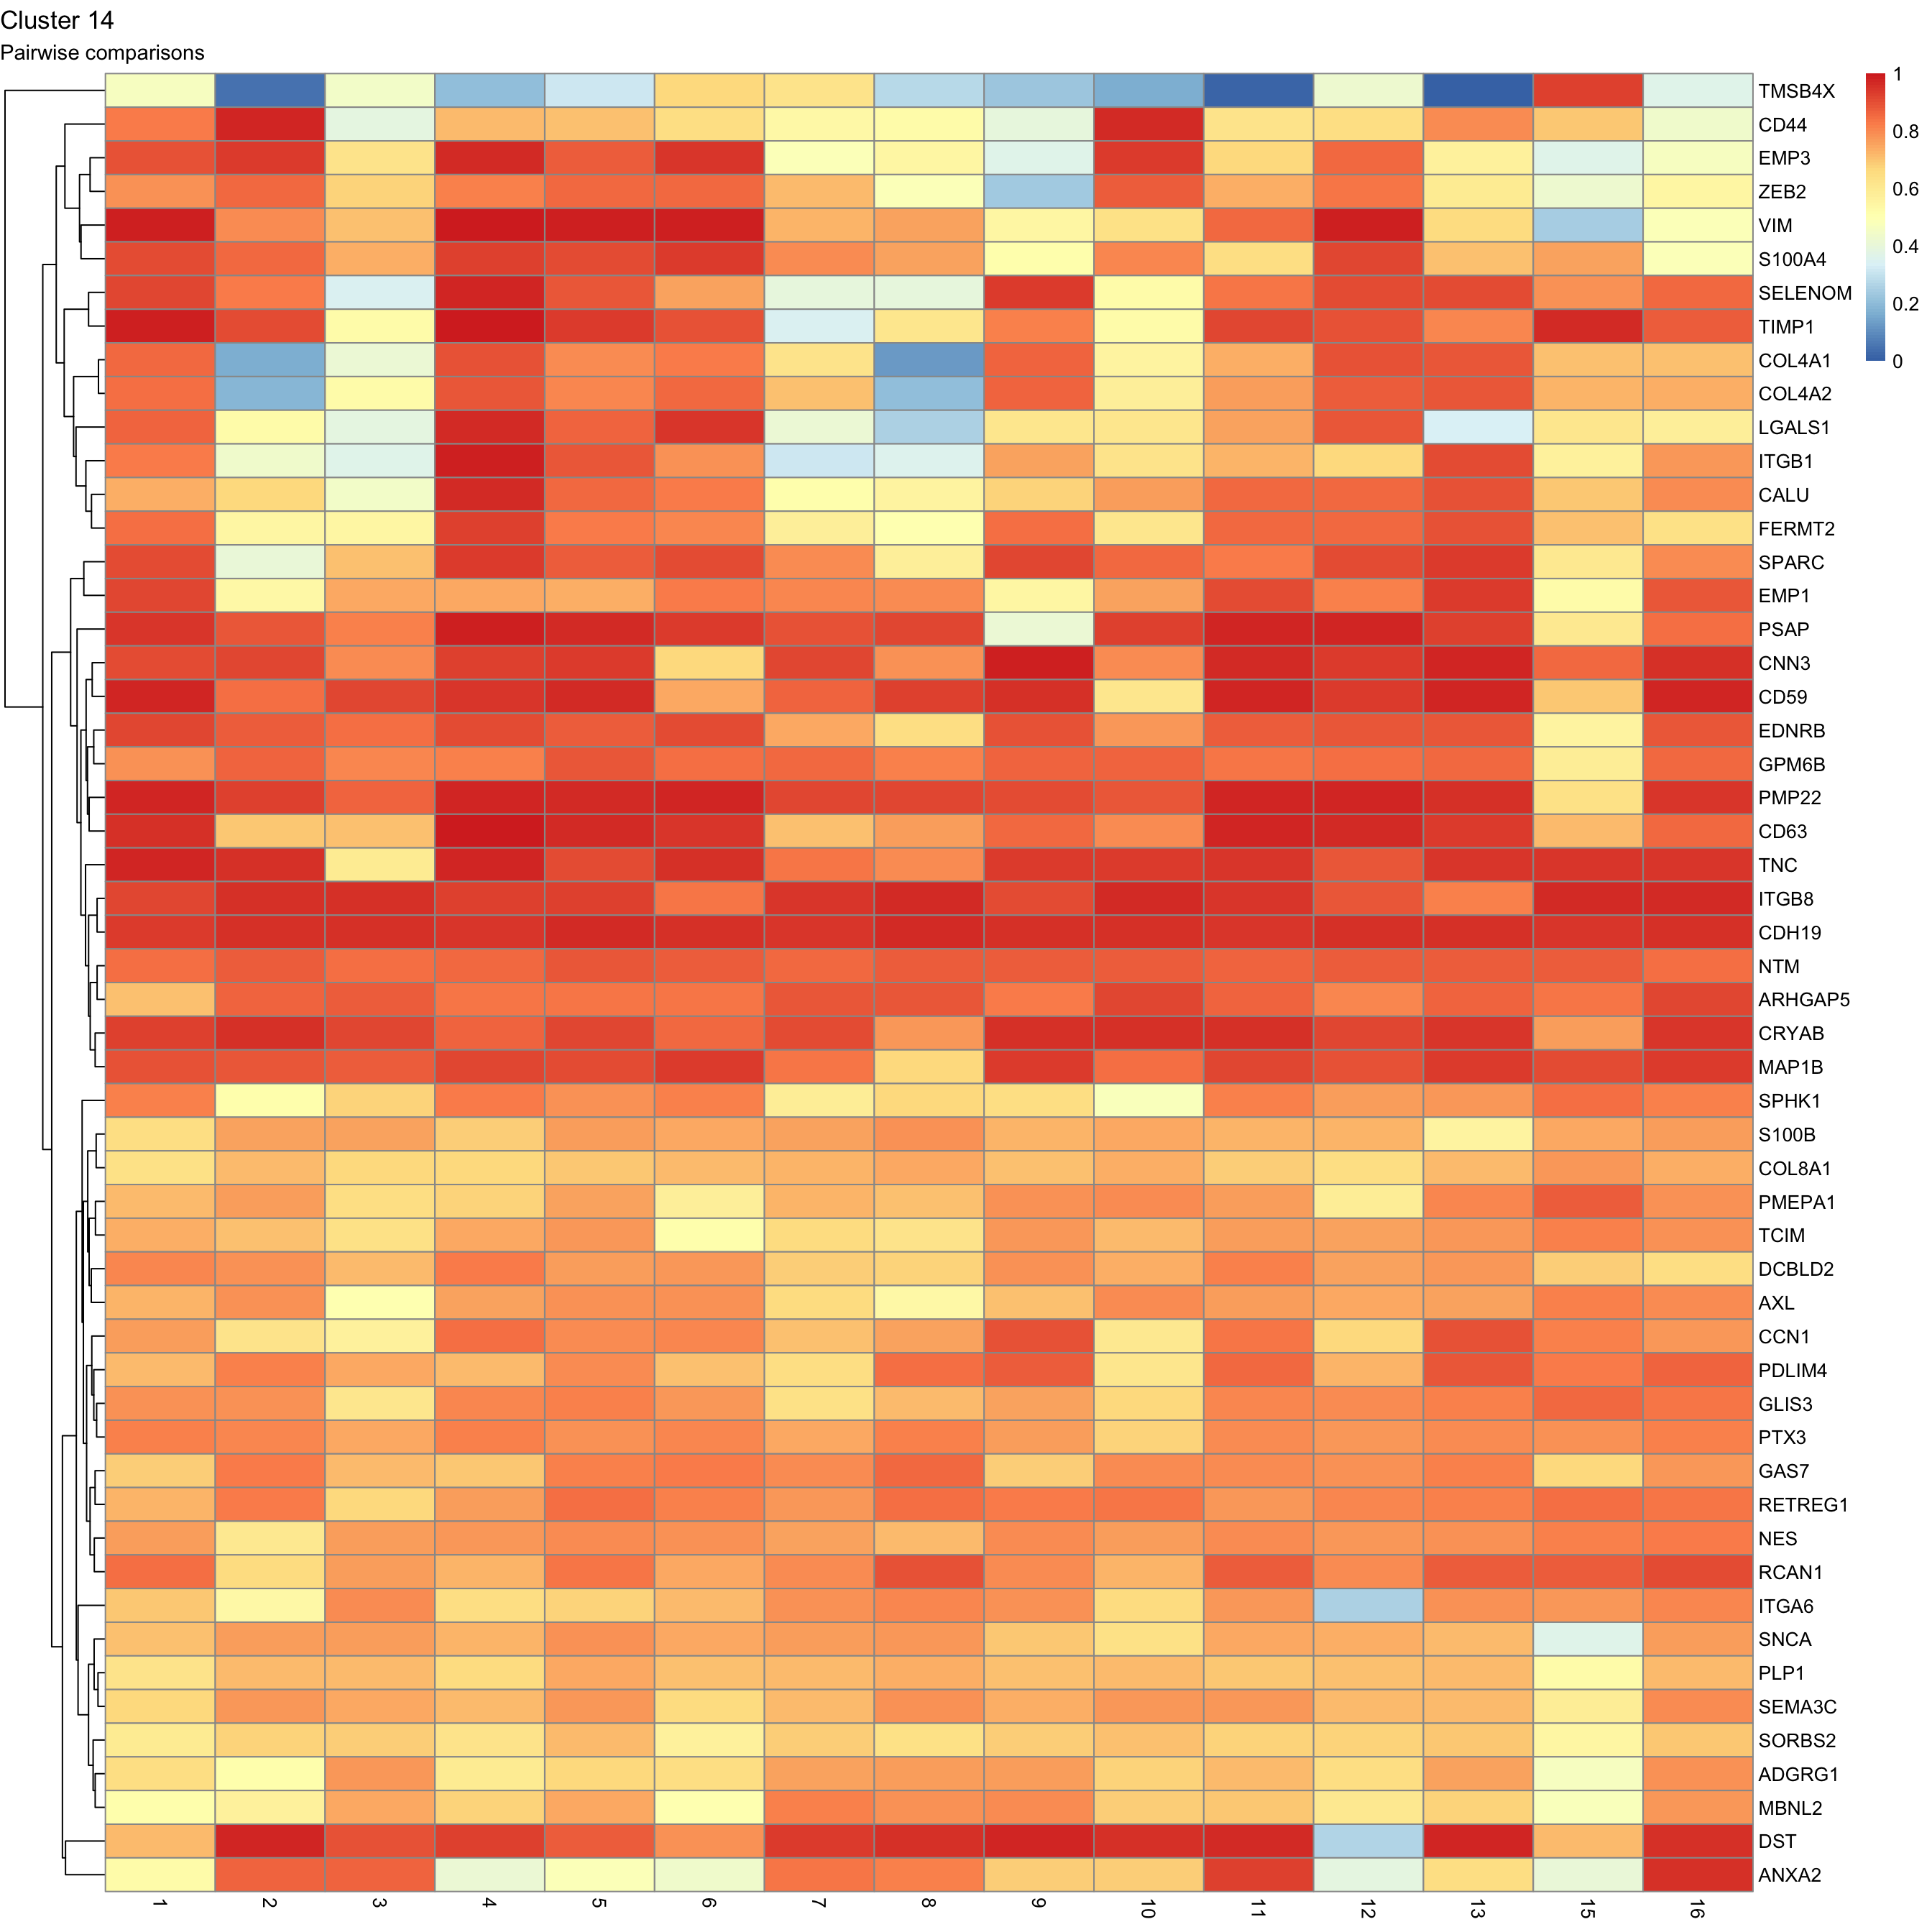 Cluster 14
Pairwise comparisons
1
0.8
0.6
0.4
0.2
0
TMSB4X
CD44
EMP3
ZEB2
VIM
S100A4
SELENOM
TIMP1
COL4A1
COL4A2
LGALS1
ITGB1
CALU
FERMT2
SPARC
EMP1
PSAP
CNN3
CD59
EDNRB
GPM6B
PMP22
CD63
TNC
ITGB8
CDH19
NTM
ARHGAP5
CRYAB
MAP1B
SPHK1
S100B
COL8A1
PMEPA1
TCIM
DCBLD2
AXL
CCN1
PDLIM4
GLIS3
PTX3
GAS7
RETREG1
NES
RCAN1
ITGA6
SNCA
PLP1
SEMA3C
SORBS2
ADGRG1
MBNL2
DST
ANXA2
1 2 3 4 5 6 7 8 9 10 11 12 13 15 16